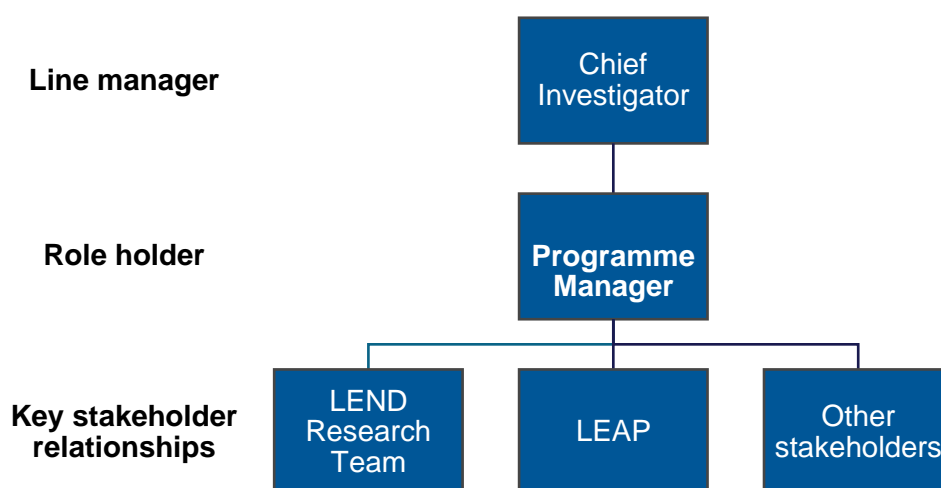 Line manager
Chief
Investigator
Role holder
Programme
Manager
Key stakeholder
relationships
LEND
Research
Team
LEAP
Other
stakeholders